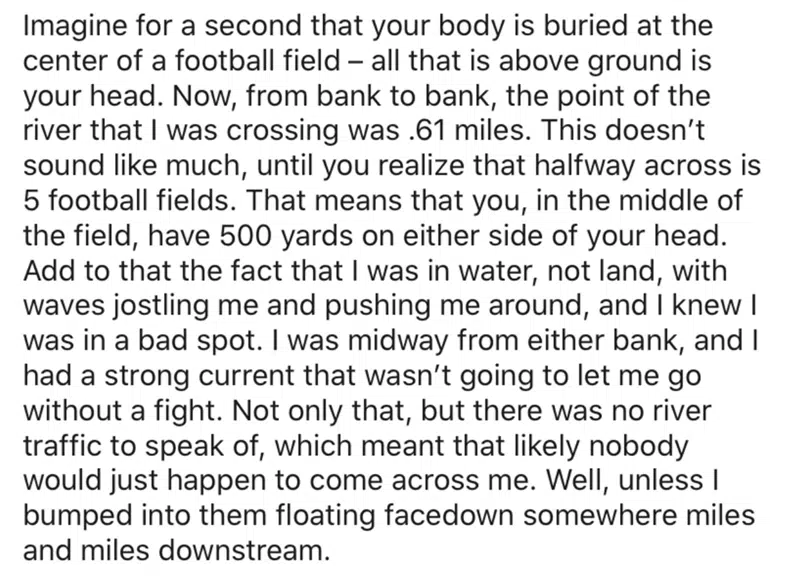 Imagine for a second that your body is buried at the
center of a football field – all that is above ground is
your head. Now, from bank to bank, the point of the
river that I was crossing was .61 miles. This doesn’t
sound like much, until you realize that halfway across is
5 football fields. That means that you, in the middle of
the field, have 500 yards on either side of your head.
Add to that the fact that I was in water, not land, with
waves jostling me and pushing me around, and I knew I
was in a bad spot. I was midway from either bank, and I
had a strong current that wasn’t going to let me go
without a fight. Not only that, but there was no river
traffic to speak of, which meant that likely nobody
would just happen to come across me. Well, unless I
bumped into them floating facedown somewhere miles
and miles downstream.